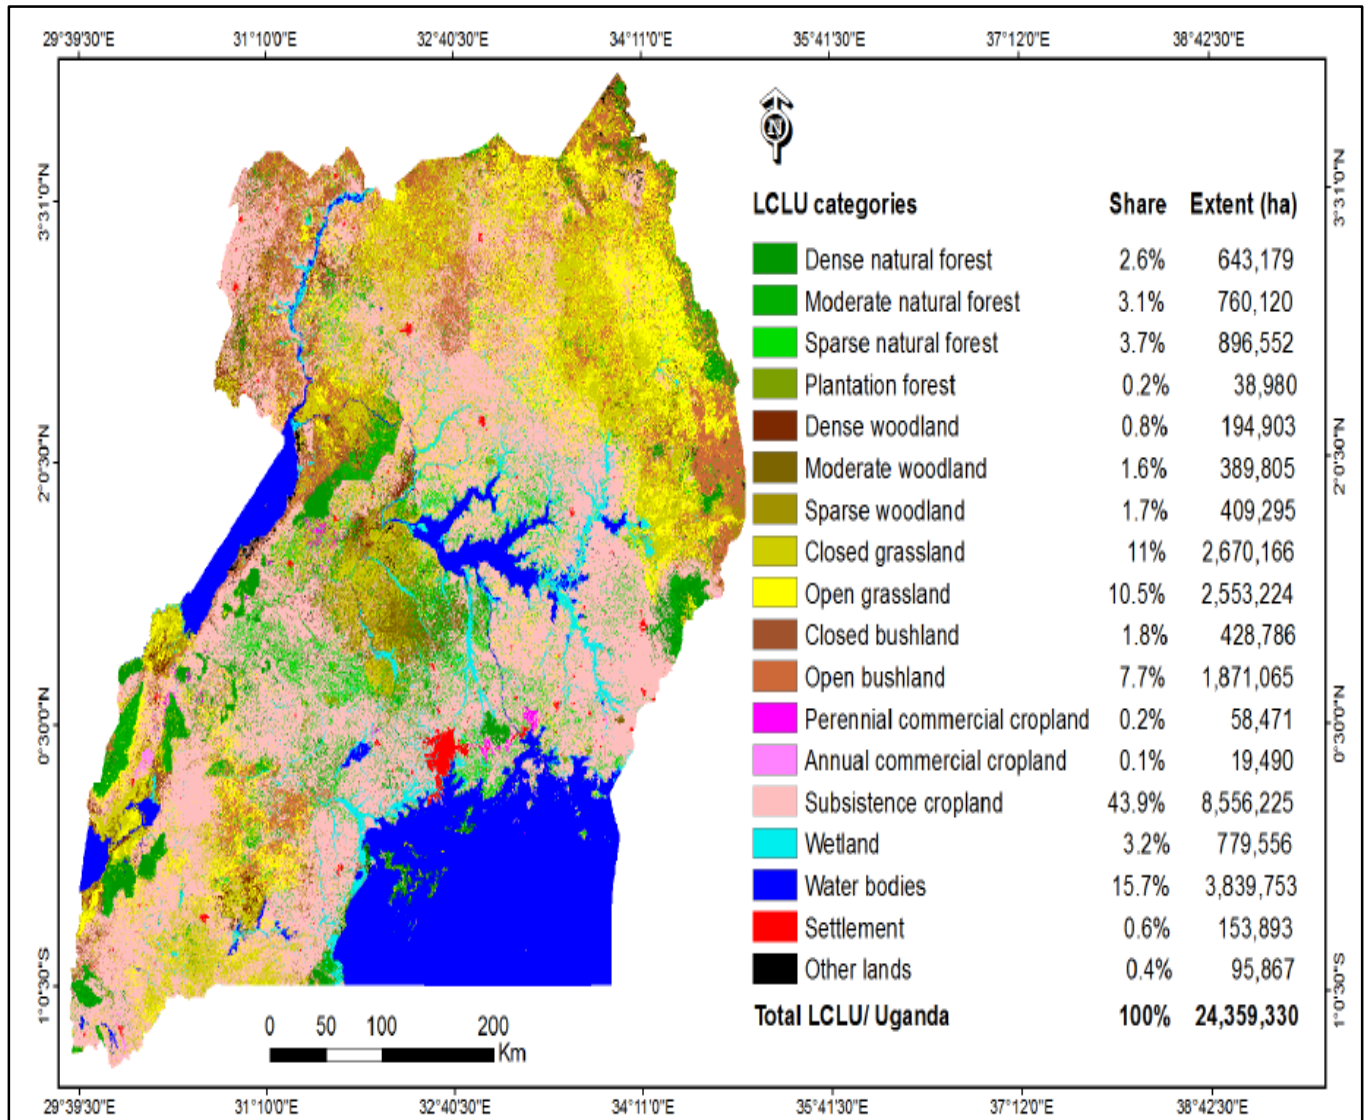 29°39'30"E 31°10'0"E 32°40'30"E 34°11'0"E 35°41'30"E 37°12'0"E 38°42'30"E
3°31'0"N
2°0'30"N
0°30'0"N
1°0'30"S
N
LCLU categories Share Extent (ha)
Dense natural forest 2.6% 643,179
Moderate natural forest 3.1% 760,120
Sparse natural forest 3.7% 896,552
Plantation forest 0.2% 38,980
Dense woodland 0.8% 194,903
Moderate woodland 1.6% 389,805
Sparse woodland 1.7% 409,295
Closed grassland 11% 2,670,166
Open grassland 10.5% 2,553,224
Closed bushland 1.8% 428,786
Open bushland 7.7% 1,871,065
Perennial commercial cropland 0.2% 58,471
Annual commercial cropland 0.1% 19,490
Subsistence cropland 43.9% 8,556,225
Wetland 3.2% 779,556
Water bodies 15.7% 3,839,753
Settlement 0.6% 153,893
Other lands 0.4% 95,867
Total LCLU/ Uganda 100% 24,359,330
3°31'0"N
2°0'30"N
0°30'0"N
1°0'30"S
0 50 100 200
Km
29°39'30"E 31°10'0"E 32°40'30"E 34°11'0"E 35°41'30"E 37°12'0"E 38°42'30"E